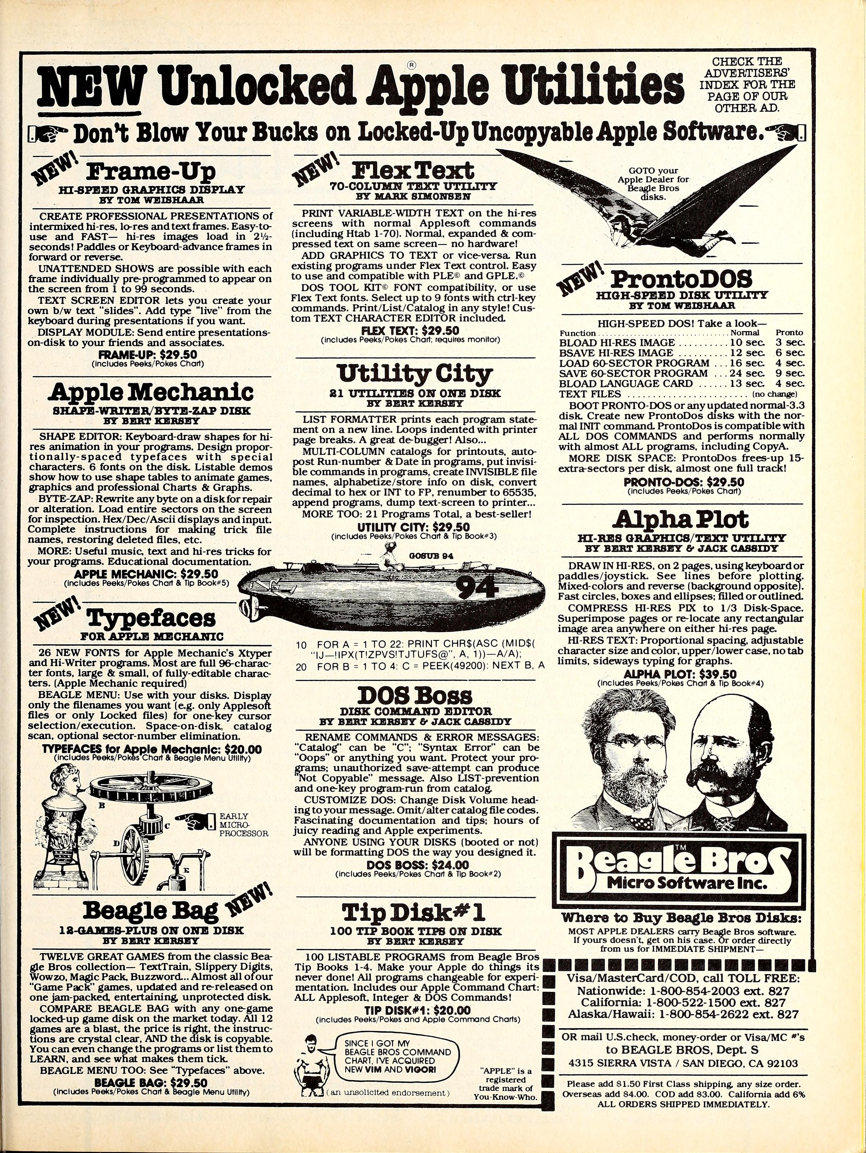 NEW Unlocked Apple Utilities
®
CHECK THE
ADVERTISERS'
INDEX FOR THE
PAGE OF OUR
OTHER AD.
Don't Blow Your Bucks on Locked-Up Uncopyable Apple Software.
NEW!
Frame-Up
HI-SPEED GRAPHICS DISPLAY
BY TOM WEISHAAR
CREATE PROFESSIONAL PRESENTATIONS of
intermixed hi-res, lo-res and text frames. Easy-to-
use and FAST— hi-res images load in 2½-
seconds! Paddles or Keyboard-advance frames in
forward or reverse.
UNATTENDED SHOWS are possible with each
frame individually pre-programmed to appear on
the screen from 1 to 99 seconds.
TEXT SCREEN EDITOR lets you create your
own b/w text "slides". Add type "live" from the
keyboard during presentations if you want.
DISPLAY MODULE: Send entire presentations-
on-disk to your friends and associates.
FRAME-UP: $29.50
(includes Peeks/Pokes Chart)
Apple Mechanic
SHAPE-WRITER/BYTE-ZAP DISK
BY BERT KERSEY
SHAPE EDITOR: Keyboard-draw shapes for hi-
res animation in your programs. Design propor-
tionally-spaced typefaces with special
characters. 6 fonts on the disk. Listable demos
show how to use shape tables to animate games,
graphics and professional Charts & Graphs.
BYTE-ZAP: Rewrite any byte on a disk for repair
or alteration. Load entire sectors on the screen
for inspection. Hex/Dec/Ascii displays and input.
Complete instructions for making trick file
names, restoring deleted files, etc.
MORE: Useful music, text and hi-res tricks for
your programs. Educational documentation.
APPLE MECHANIC: $29.50
(includes Peeks/Pokes Chart & Tip Book#5)
NEW!
Typefaces
FOR APPLE MECHANIC
26 NEW FONTS for Apple Mechanic's Xtyper
and Hi-Writer programs. Most are full 96-charac-
ter fonts, large & small, of fully-editable charac-
ters. (Apple Mechanic required)
BEAGLE MENU: Use with your disks. Display
only the filenames you want (e.g. only Applesoft
files or only Locked files) for one-key cursor
selection/execution. Space-on-disk, catalog
scan, optional sector-number elimination.
TYPEFACES for Apple Mechanic: $20.00
(includes Peeks/Pokes Chart & Beagle Menu Utility)
B
C
D
E
EARLY
MICRO-
PROCESSOR
Beagle Bag
NEW!
12-GAMES-PLUS ON ONE DISK
BY BERT KERSEY
TWELVE GREAT GAMES from the classic Bea-
gle Bros collection— TextTrain, Slippery Digits,
Wowzo, Magic Pack, Buzzword... Almost all of our
"Game Pack" games, updated and re-released on
one jam-packed, entertaining, unprotected disk.
COMPARE BEAGLE BAG with any one-game
locked-up game disk on the market today. All 12
games are a blast, the price is right, the instruc-
tions are crystal clear, AND the disk is copyable.
You can even change the programs or list them to
LEARN, and see what makes them tick.
BEAGLE MENU TOO: See "Typefaces" above.
BEAGLE BAG: $29.50
(includes Peeks/Pokes Chart & Beagle Menu Utility)
NEW!
Flex Text
70-COLUMN TEXT UTILITY
BY MARK SIMONSEN
PRINT VARIABLE-WIDTH TEXT on the hi-res
screens with normal Applesoft commands
(including Htab 1-70). Normal, expanded & com-
pressed text on same screen— no hardware!
ADD GRAPHICS TO TEXT or vice-versa. Run
existing programs under Flex Text control. Easy
to use and compatible with PLE© and GPLE.©
DOS TOOL KIT© FONT compatibility, or use
Flex Text fonts. Select up to 9 fonts with ctrl-key
commands. Print/List/Catalog in any style! Cus-
tom TEXT CHARACTER EDITOR included.
FLEX TEXT: $29.50
(includes Peeks/Pokes Chart; requires monitor)
Utility City
21 UTILITIES ON ONE DISK
BY BERT KERSEY
LIST FORMATTER prints each program state-
ment on a new line. Loops indented with printer
page breaks. A great de-bugger! Also...
MULTI-COLUMN catalogs for printouts, auto-
post Run-number & Date in programs, put invisi-
ble commands in programs, create INVISIBLE file
names, alphabetize/store info on disk, convert
decimal to hex or INT to FP, renumber to 65535,
append programs, dump text-screen to printer...
MORE TOO: 21 Programs Total, a best-seller!
UTILITY CITY: $29.50
(includes Peeks/Pokes Chart & Tip Book#3)
GOSUB 94
94
10 FOR A = 1 TO 22: PRINT CHR$(ASC (MID$(
"IJ—!IPX(T!ZPV!STJTUFS@", A, 1))—A/A);
20 FOR B = 1 TO 4: C = PEEK(49200): NEXT B, A
DOS Boss
DISK COMMAND EDITOR
BY BERT KERSEY & JACK CASSIDY
RENAME COMMANDS & ERROR MESSAGES:
"Catalog" can be "C"; "Syntax Error" can be
"Oops" or anything you want. Protect your pro-
grams; unauthorized save-attempt can produce
"Not Copyable" message. Also LIST-prevention
and one-key program-run from catalog.
CUSTOMIZE DOS: Change Disk Volume head-
ing to your message. Omit/alter catalog file codes.
Fascinating documentation and tips; hours of
juicy reading and Apple experiments.
ANYONE USING YOUR DISKS (booted or not)
will be formatting DOS the way you designed it.
DOS BOSS: $24.00
(includes Peeks/Pokes Chart & Tip Book#2)
Tip Disk#1
100 TIP BOOK TIPS ON DISK
BY BERT KERSEY
100 LISTABLE PROGRAMS from Beagle Bros
Tip Books 1-4. Make your Apple do things its
never done! All programs changeable for experi-
mentation. Includes our Apple Command Chart:
ALL Applesoft, Integer & DOS Commands!
TIP DISK#1: $20.00
(includes Peeks/Pokes and Apple Command Charts)
SINCE I GOT MY
BEAGLE BROS COMMAND
CHART, I'VE ACQUIRED
NEW VIM AND VIGOR!
(an unsolicited endorsement)
"APPLE" is a
registered
trade mark of
You-Know-Who.
GOTO your
Apple Dealer for
Beagle Bros
disks.
NEW!
ProntoDOS
HIGH-SPEED DISK UTILITY
BY TOM WEISHAAR
HIGH-SPEED DOS! Take a look—
Function .......... Normal Pronto
BLOAD HI-RES IMAGE .......... 10 sec. 3 sec.
BSAVE HI-RES IMAGE .......... 12 sec. 6 sec.
LOAD 60-SECTOR PROGRAM ... 16 sec. 4 sec.
SAVE 60-SECTOR PROGRAM ... 24 sec. 9 sec.
BLOAD LANGUAGE CARD ...... 13 sec. 4 sec.
TEXT FILES .......... (no change)
BOOT PRONTO-DOS or any updated normal-3.3
disk. Create new ProntoDos disks with the nor-
mal INIT command. ProntoDos is compatible with
ALL DOS COMMANDS and performs normally
with almost ALL programs, including CopyA.
MORE DISK SPACE: ProntoDos frees-up 15-
extra-sectors per disk, almost one full track!
PRONTO-DOS: $29.50
(includes Peeks/Pokes Chart)
Alpha Plot
HI-RES GRAPHICS/TEXT UTILITY
BY BERT KERSEY & JACK CASSIDY
DRAW IN HI-RES, on 2 pages, using keyboard or
paddles/joystick. See lines before plotting.
Mixed-colors and reverse (background opposite).
Fast circles, boxes and ellipses; filled or outlined.
COMPRESS HI-RES PIX to 1/3 Disk-Space.
Superimpose pages or re-locate any rectangular
image area anywhere on either hi-res page.
HI-RES TEXT: Proportional spacing, adjustable
character size and color, upper/lower case, no tab
limits, sideways typing for graphs.
ALPHA PLOT: $39.50
(includes Peeks/Pokes Chart & Tip Book#4)
Beagle Bros™
Micro Software Inc.
Where to Buy Beagle Bros Disks:
MOST APPLE DEALERS carry Beagle Bros software.
If yours doesn't, get on his case. Or order directly
from us for IMMEDIATE SHIPMENT—
Visa/MasterCard/COD, call TOLL FREE:
Nationwide: 1-800-854-2003 ext. 827
California: 1-800-522-1500 ext. 827
Alaska/Hawaii: 1-800-854-2622 ext. 827
OR mail U.S. check, money-order or Visa/MC #'s
to BEAGLE BROS, Dept. S
4315 SIERRA VISTA / SAN DIEGO, CA 92103
Please add $1.50 First Class shipping, any size order.
Overseas add $4.00. COD add $3.00. California add 6%
ALL ORDERS SHIPPED IMMEDIATELY.